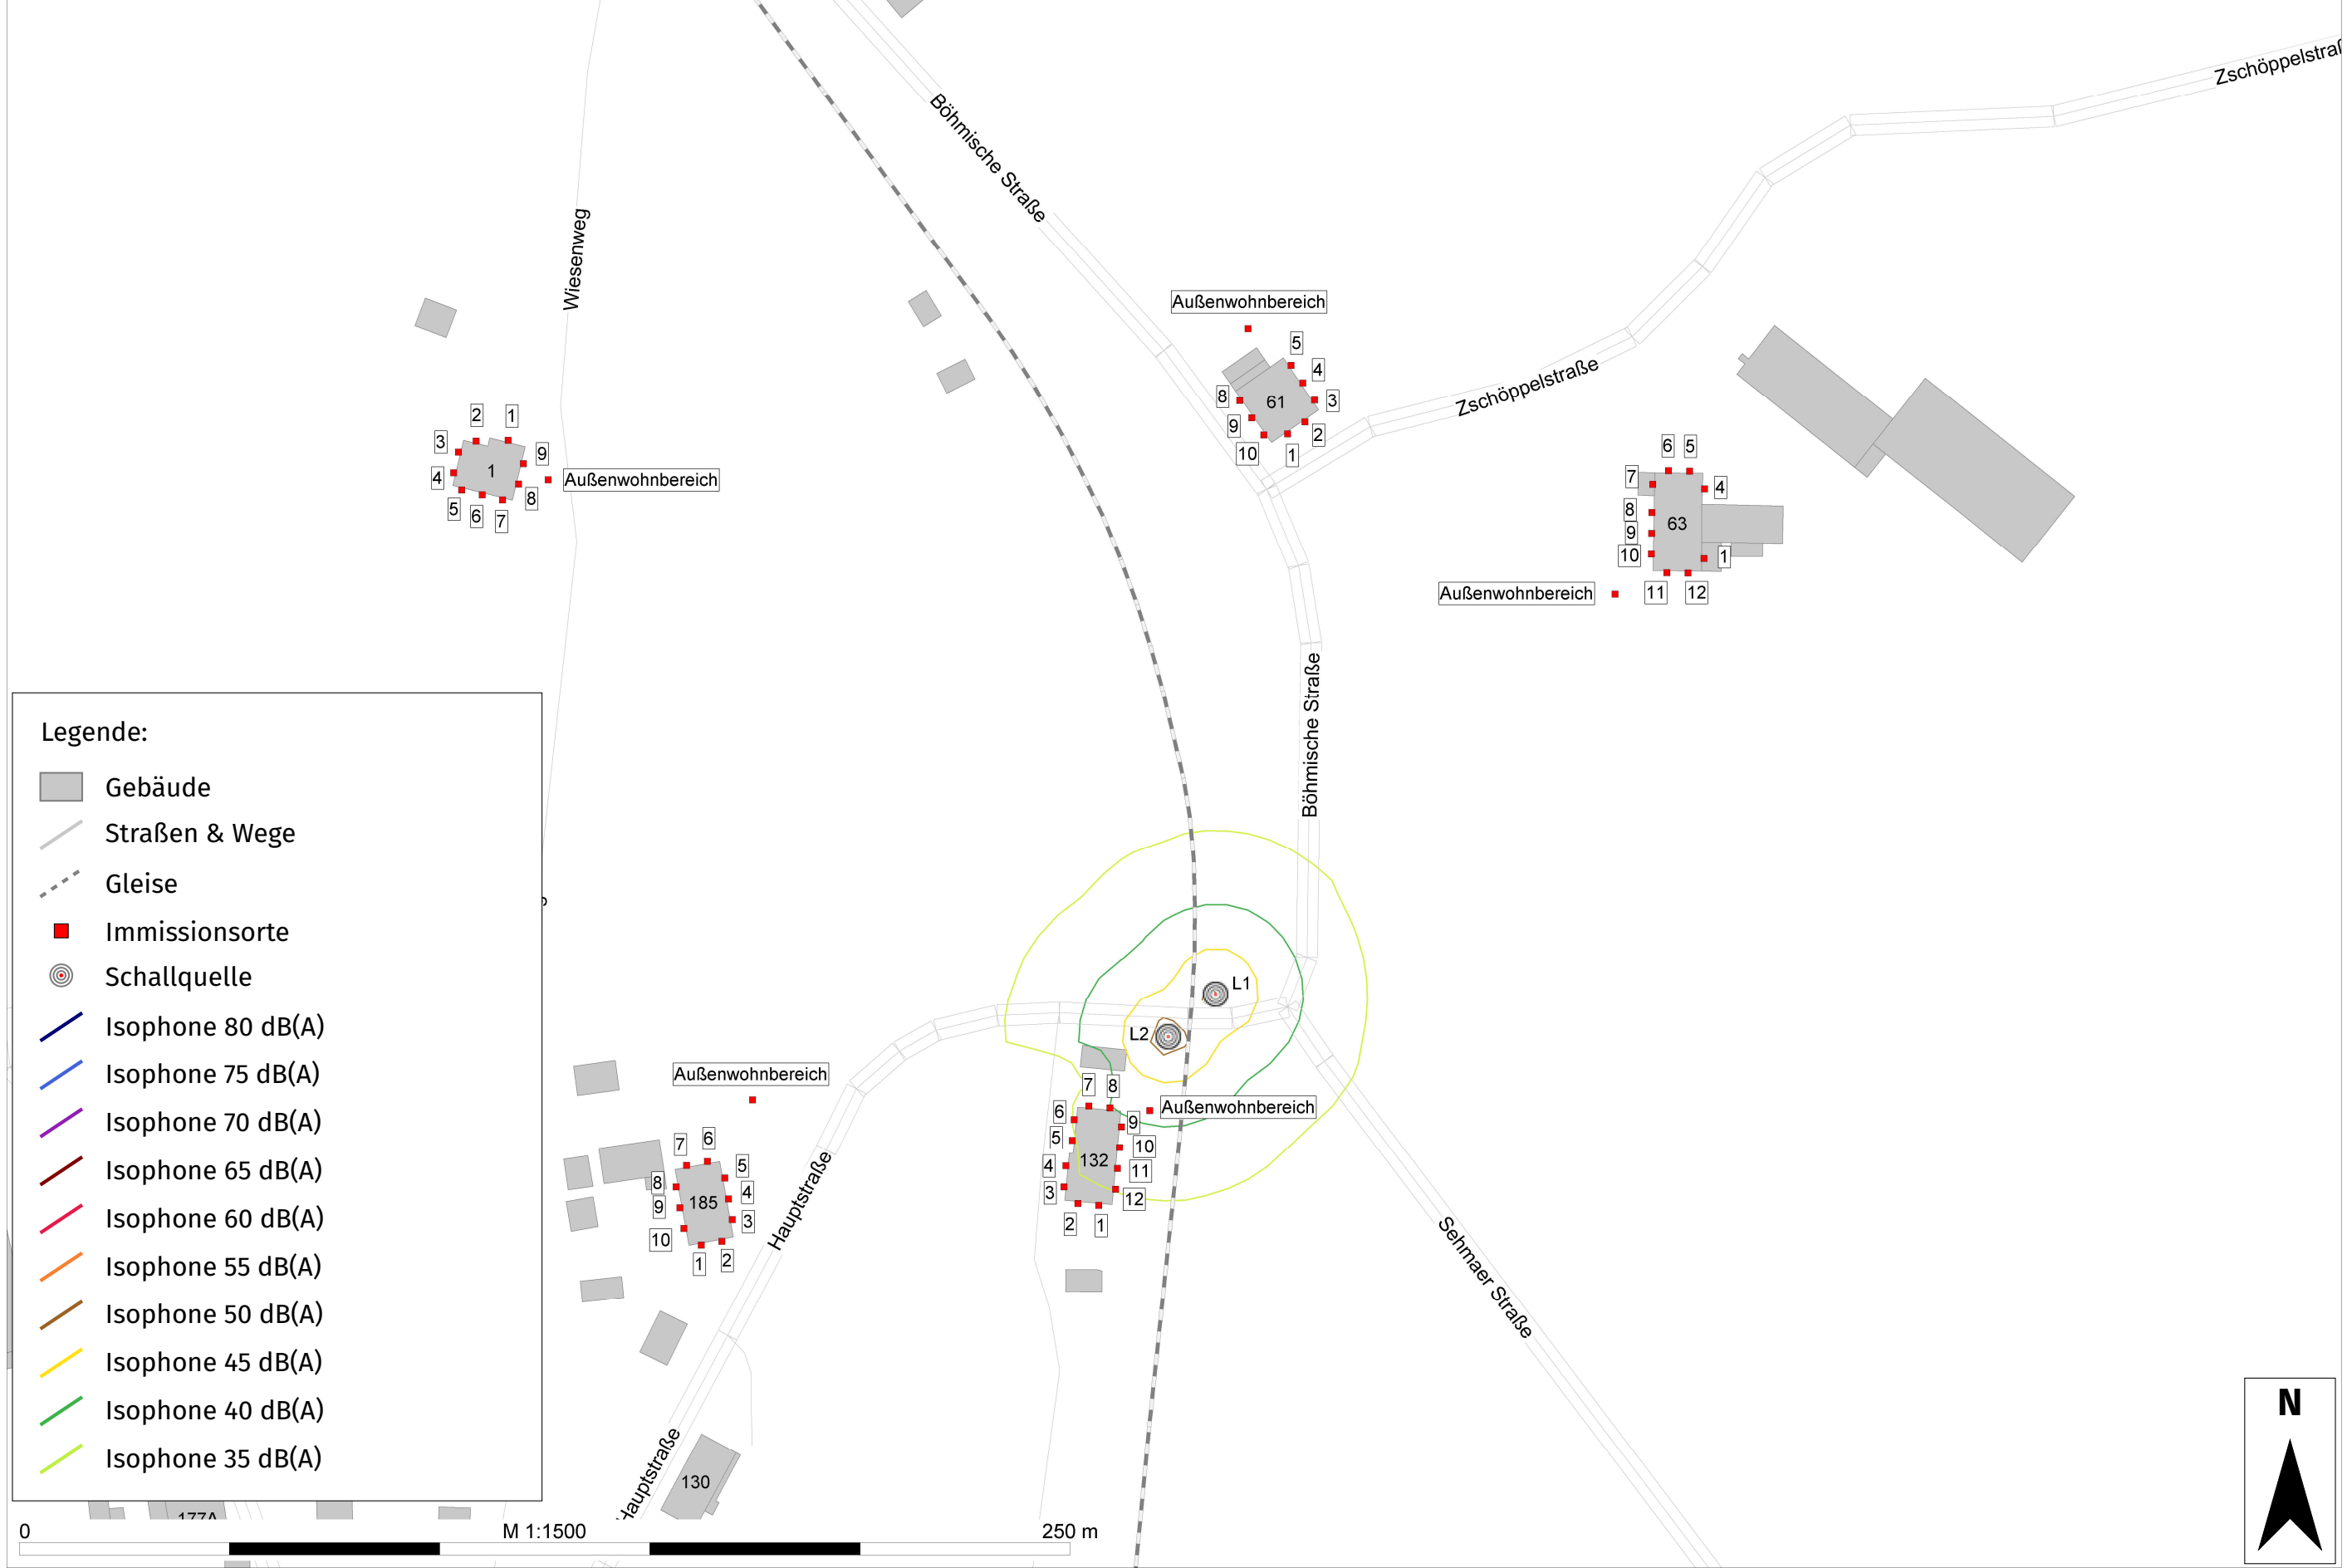 Zschöppelstraß
Böhmische Straße
Wiesenweg
Außenwohnbereich
5
4
3
2
1
10
9
8
61
Zschöppelstraße
2
1
3
9
4
8
5
6
7
1
Außenwohnbereich
6
5
7
4
8
9
10
1
11
12
63
Außenwohnbereich
Böhmische Straße
Legende:
Gebäude
Straßen & Wege
Gleise
Immissionsorte
Schallquelle
Isophone 80 dB(A)
Isophone 75 dB(A)
Isophone 70 dB(A)
Isophone 65 dB(A)
Isophone 60 dB(A)
Isophone 55 dB(A)
Isophone 50 dB(A)
Isophone 45 dB(A)
Isophone 40 dB(A)
Isophone 35 dB(A)
L1
L2
Außenwohnbereich
7
6
5
8
4
9
3
10
1
2
185
Hauptstraße
7
8
6
9
5
10
4
11
3
12
2
1
132
Außenwohnbereich
Sehmaer Straße
Hauptstraße
130
177A
N
0
M 1:1500
250 m